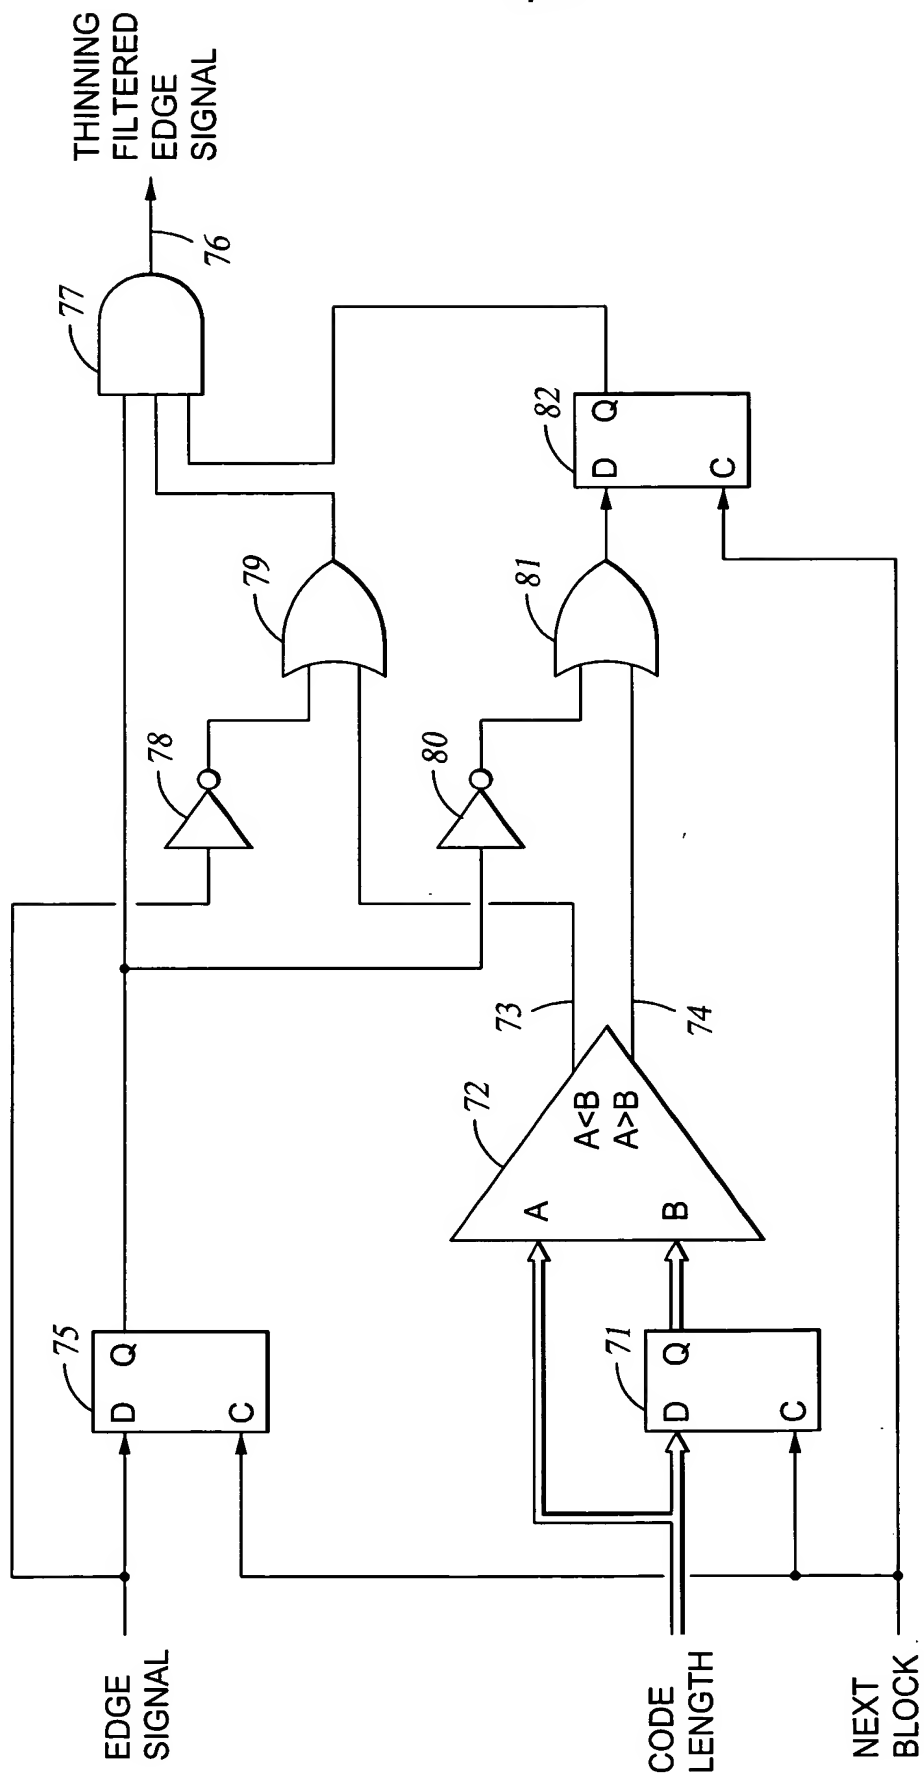 EDGE
SIGNAL
CODE
LENGTH
NEXT
BLOCK
75
D Q
C
71
D Q
C
72
A
B
A<B
A>B
73
74
78
80
79
81
82
D Q
C
77
76
THINNING
FILTERED
EDGE
SIGNAL